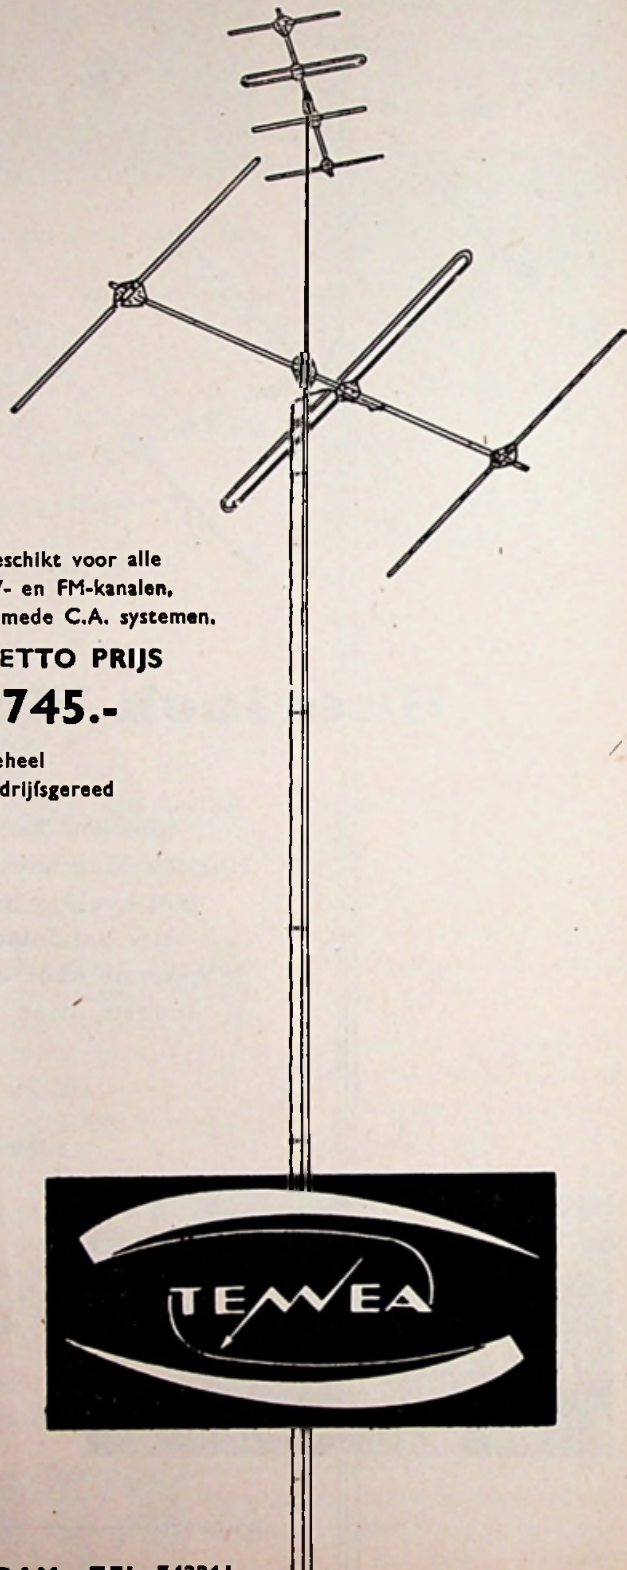 eschikt voor alle
V- en FM-kanalen,
mede C.A. systemen.
ETTO PRIJS
745.-
eheel
drijfsgereed
TEWEA